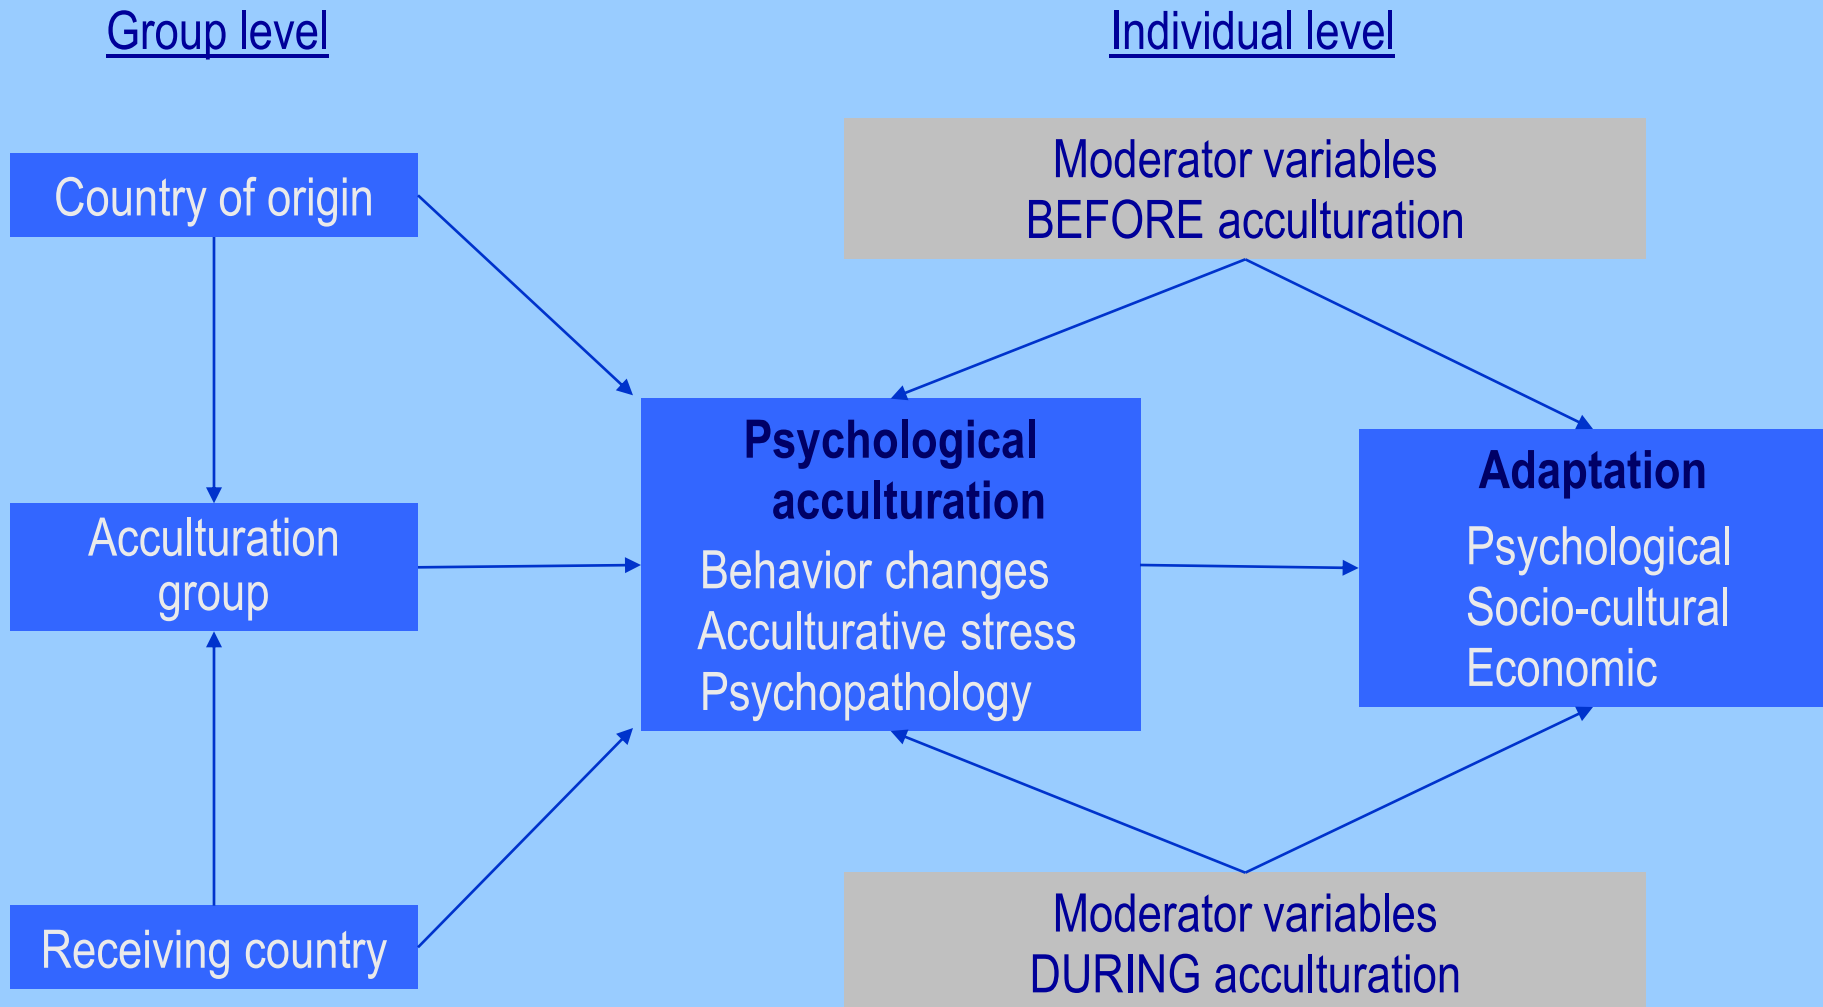 Group level
Individual level
Moderator variables
BEFORE acculturation
Country of origin
Acculturation
group
Receiving country
Psychological
acculturation
Behavior changes
Acculturative stress
Psychopathology
Adaptation
Psychological
Socio-cultural
Economic
Moderator variables
DURING acculturation